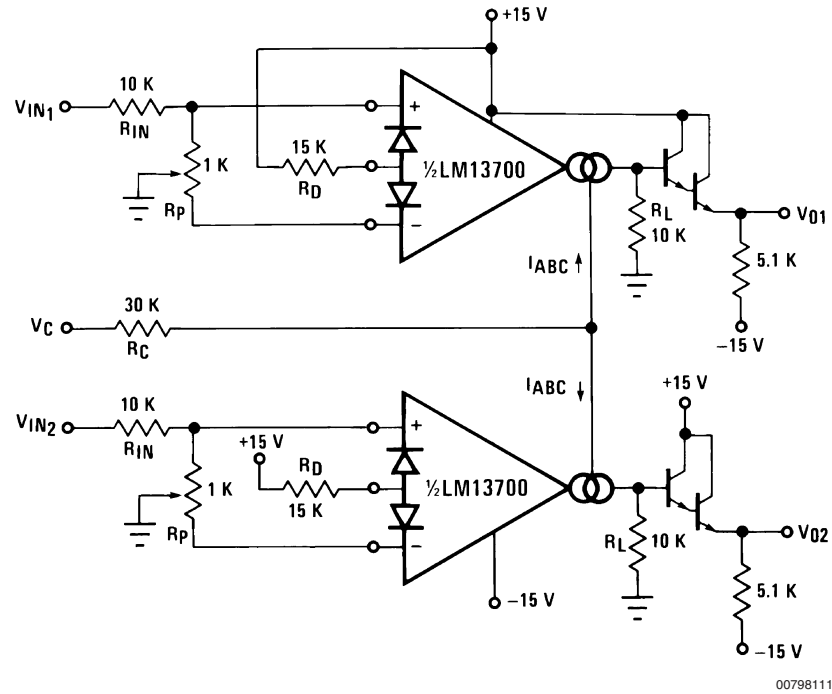 +15 V
10 K
VIN1
RIN
+
1 K
15 K
RD
½LM13700
RP
−
RL
10 K
VO1
5.1 K
IABC ↑
−15 V
30 K
VC
RC
IABC ↓
+15 V
10 K
VIN2
RIN
+
+15 V
RD
1 K
15 K
½LM13700
RP
−
RL
10 K
VO2
−15 V
5.1 K
−15 V
00798111